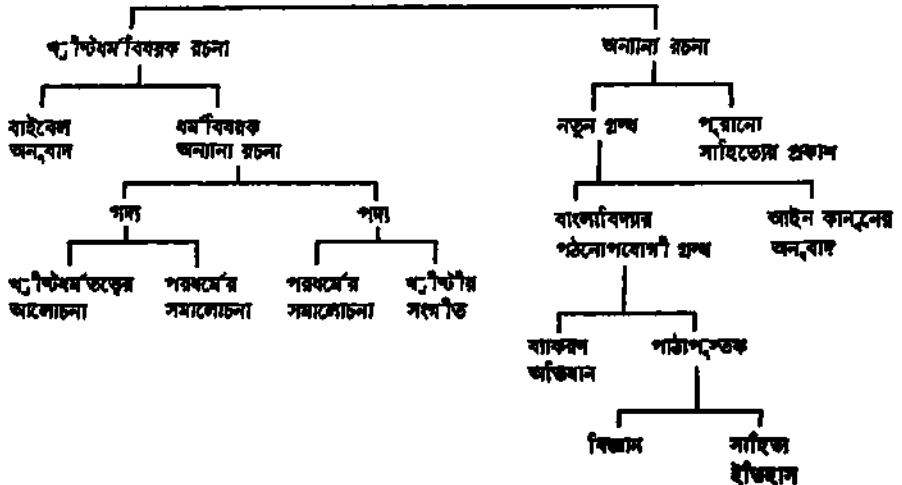 খ্রীষ্টধর্মবিষয়ক রচনা
অন্যান্য রচনা
বাইবেল
অনুবাদ
ধর্মবিষয়ক
অন্যান্য রচনা
নতুন গ্রন্থ
পুরানো
সাহিত্যের প্রকাশ
গদ্য
পদ্য
বাংলাবিদ্যার
পঠনোপযোগী গ্রন্থ
আইন কানুনের
অনুবাদ
খ্রীষ্টধর্মতত্ত্বের
আলোচনা
পরধর্মের
সমালোচনা
পরধর্মের
সমালোচনা
খ্রীষ্টীয়
সংগীত
ব্যাকরণ
অভিধান
পাঠ্যপুস্তক
বিজ্ঞান
সাহিত্য
ইতিহাস